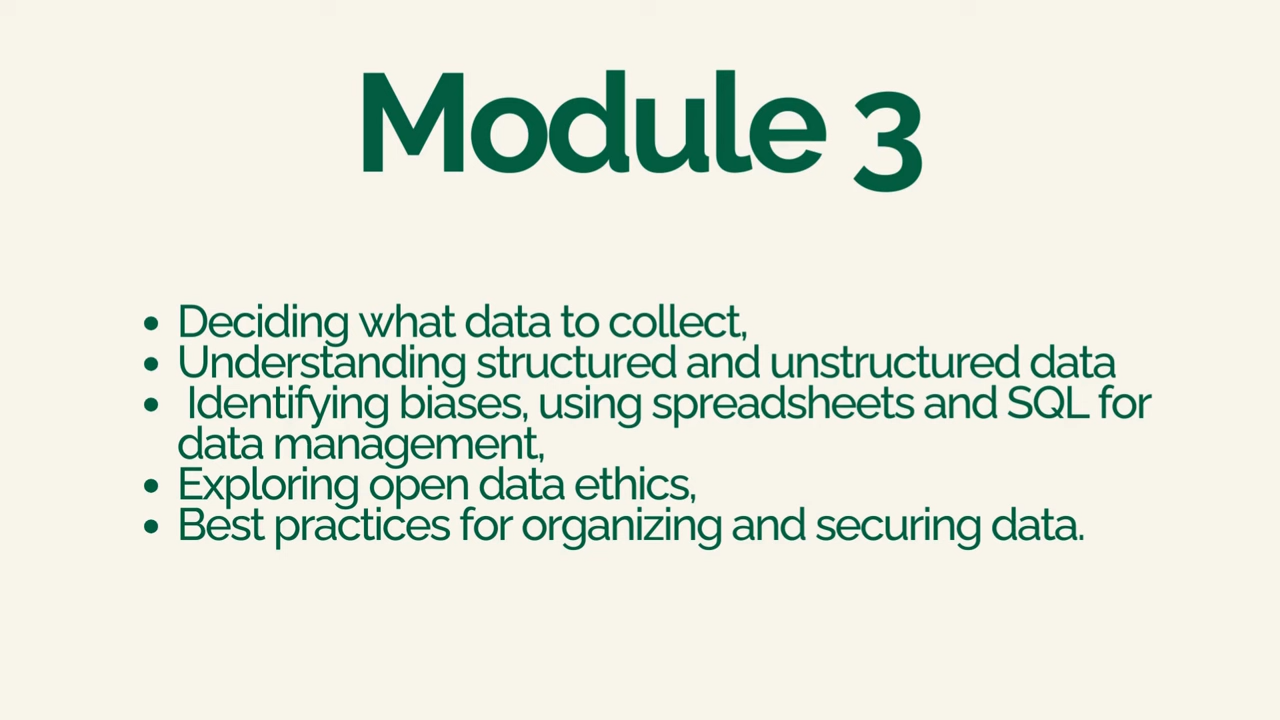 Module 3
• Deciding what data to collect,
• Understanding structured and unstructured data
• Identifying biases, using spreadsheets and SQL for
data management,
• Exploring open data ethics,
• Best practices for organizing and securing data.